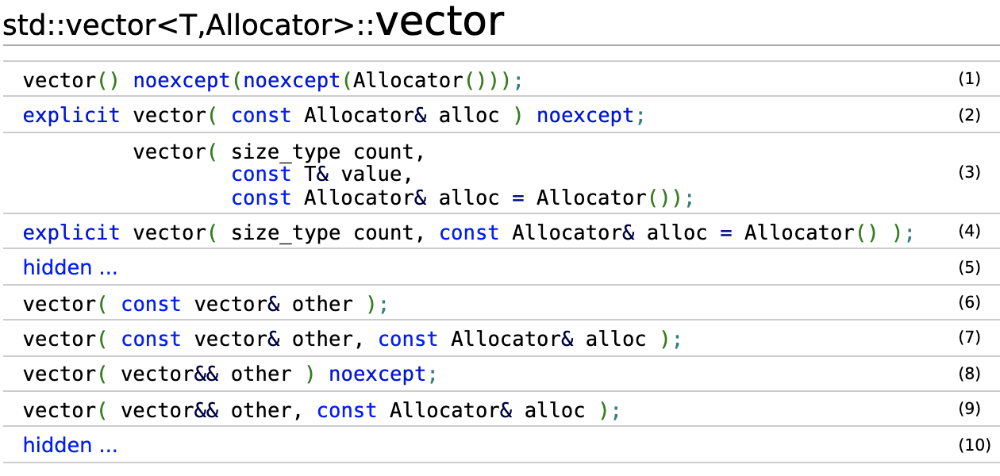 std::vector<T,Allocator>::vector
vector() noexcept(noexcept(Allocator())); (1)
explicit vector( const Allocator& alloc ) noexcept; (2)
vector( size_type count,
const T& value, (3)
const Allocator& alloc = Allocator());
explicit vector( size_type count, const Allocator& alloc = Allocator() ); (4)
hidden ... (5)
vector( const vector& other ); (6)
vector( const vector& other, const Allocator& alloc ); (7)
vector( vector&& other ) noexcept; (8)
vector( vector&& other, const Allocator& alloc ); (9)
hidden ... (10)